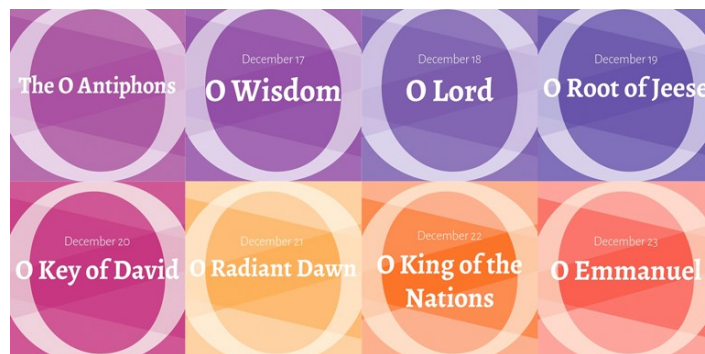 The O Antiphons
December 17
O Wisdom
December 18
O Lord
December 19
O Root of Jeese
December 20
O Key of David
December 21
O Radiant Dawn
December 22
O King of the
Nations
December 23
O Emmanuel